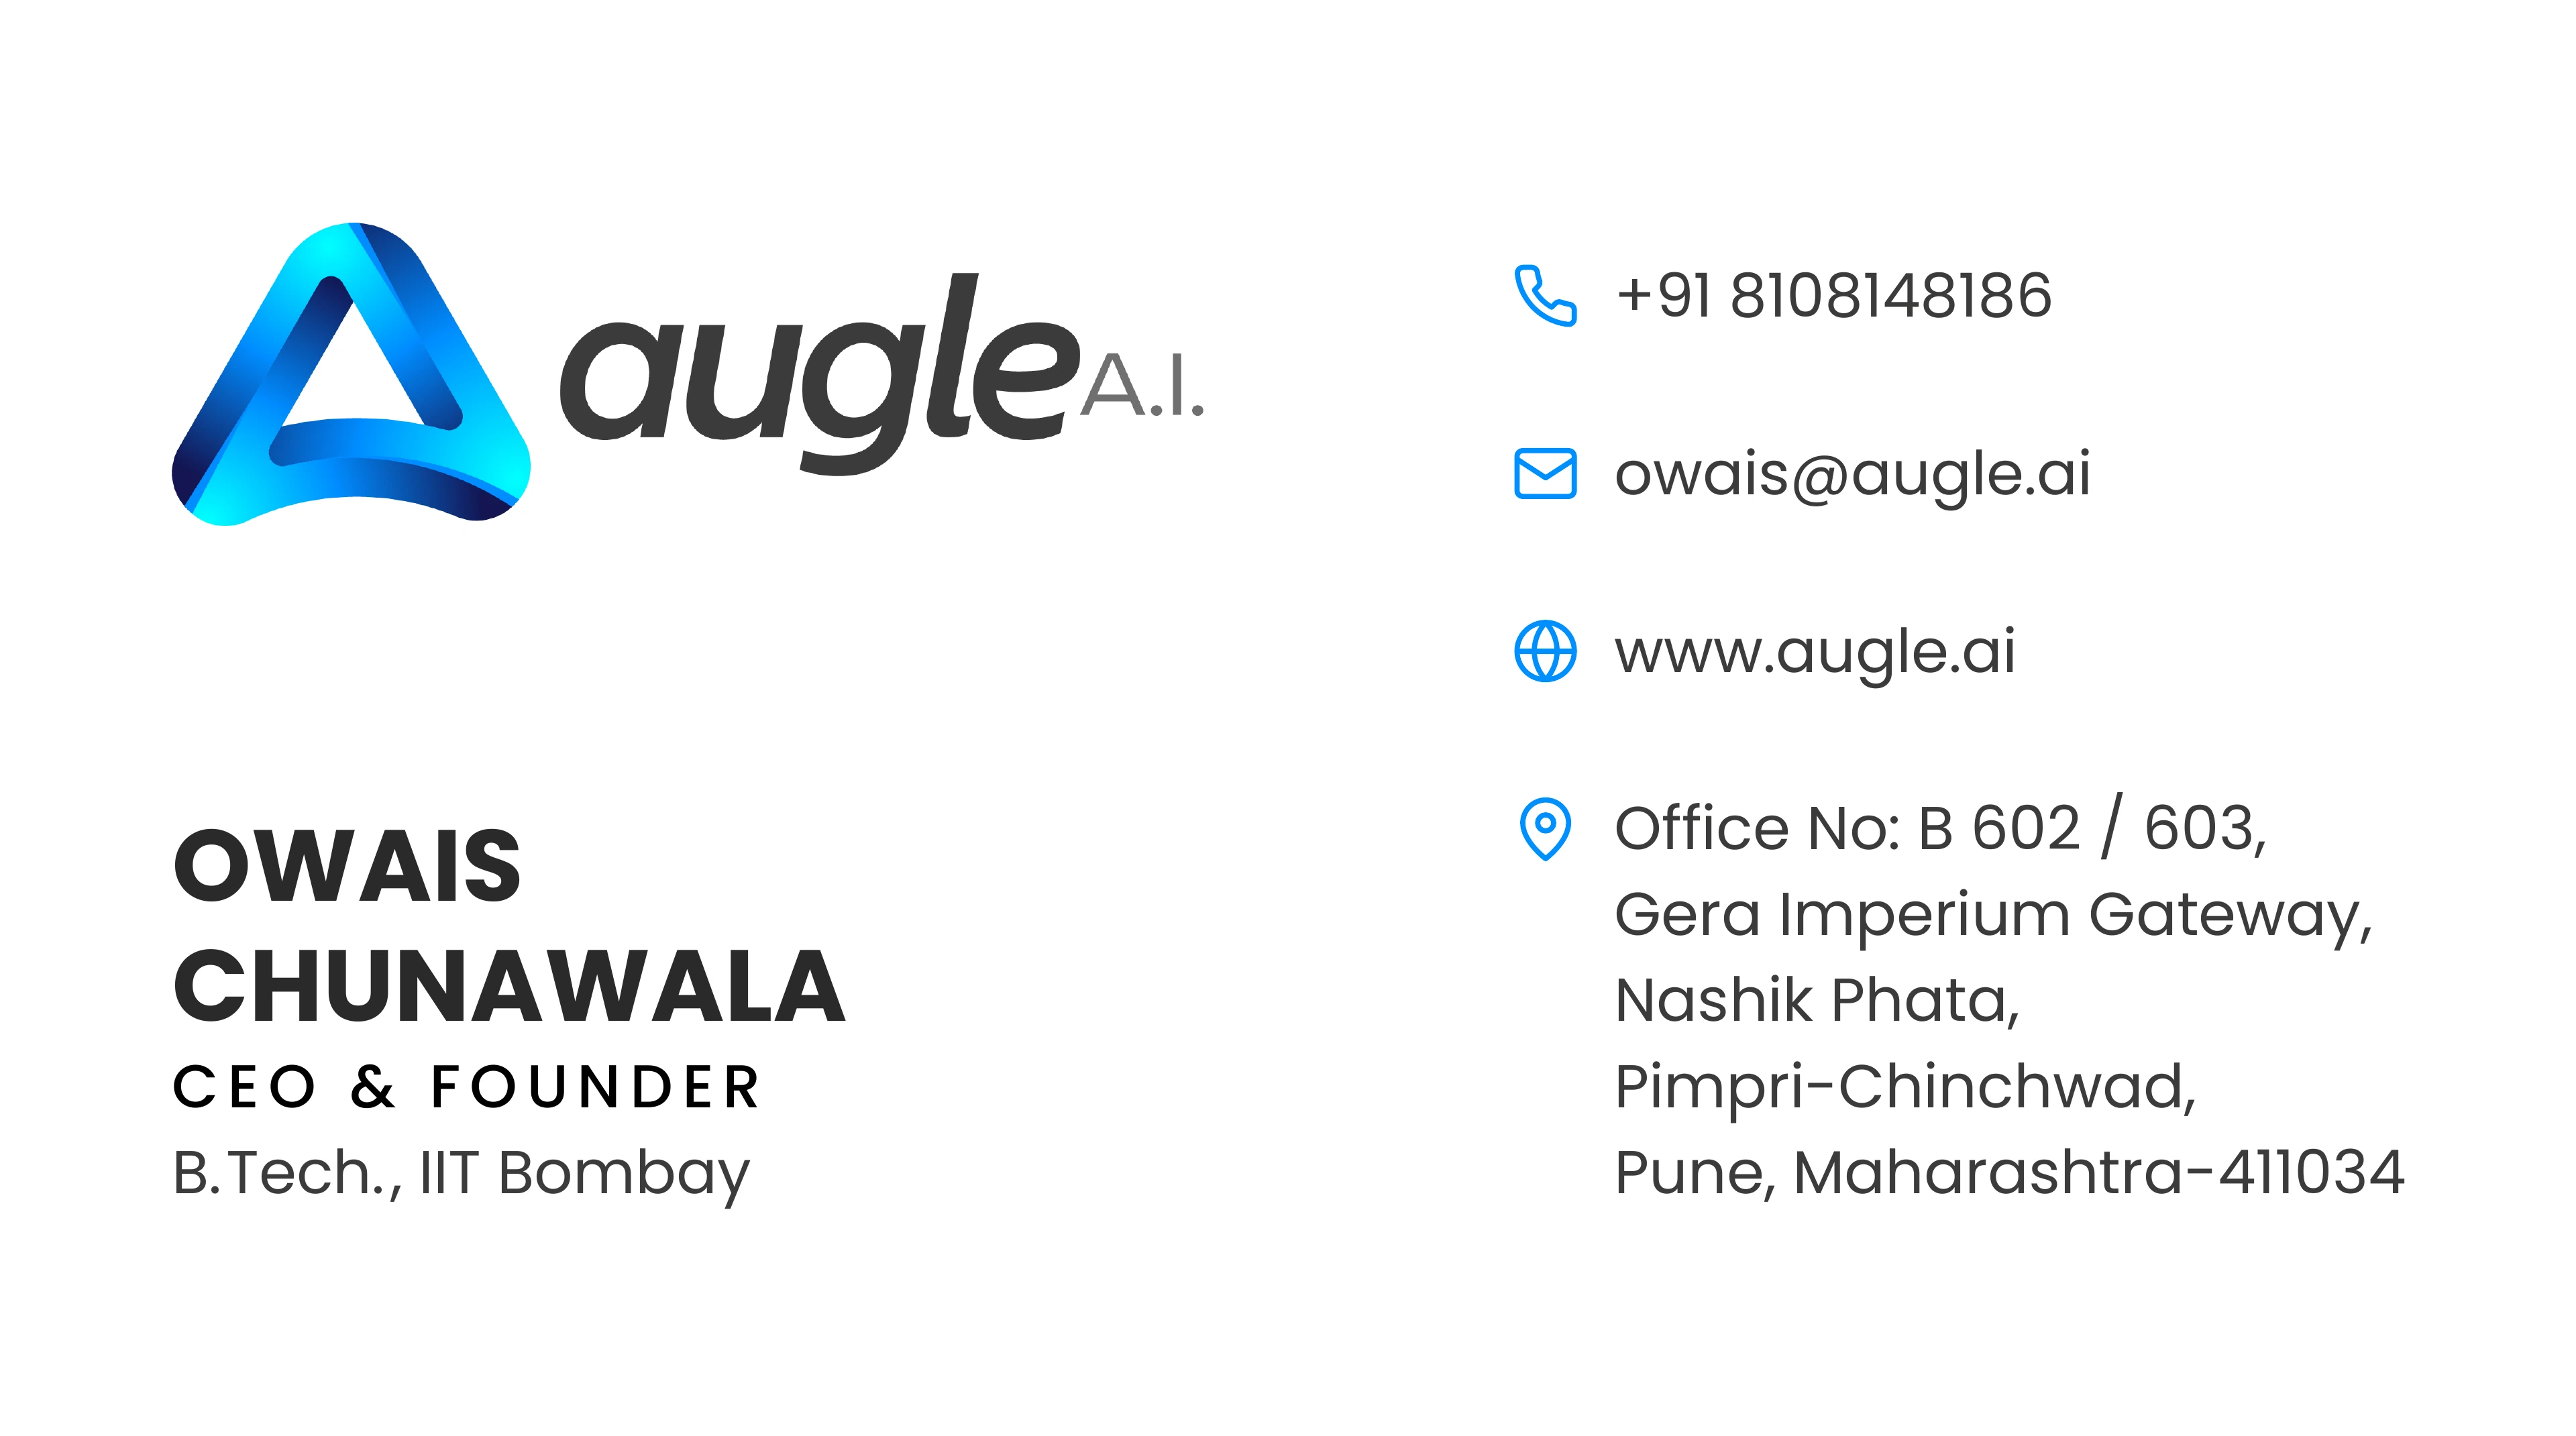 augle A.I.
OWAIS
CHUNAWALA
CEO & FOUNDER
B.Tech., IIT Bombay
+91 8108148186
owais@augle.ai
www.augle.ai
Office No: B 602 / 603,
Gera Imperium Gateway,
Nashik Phata,
Pimpri-Chinchwad,
Pune, Maharashtra-411034